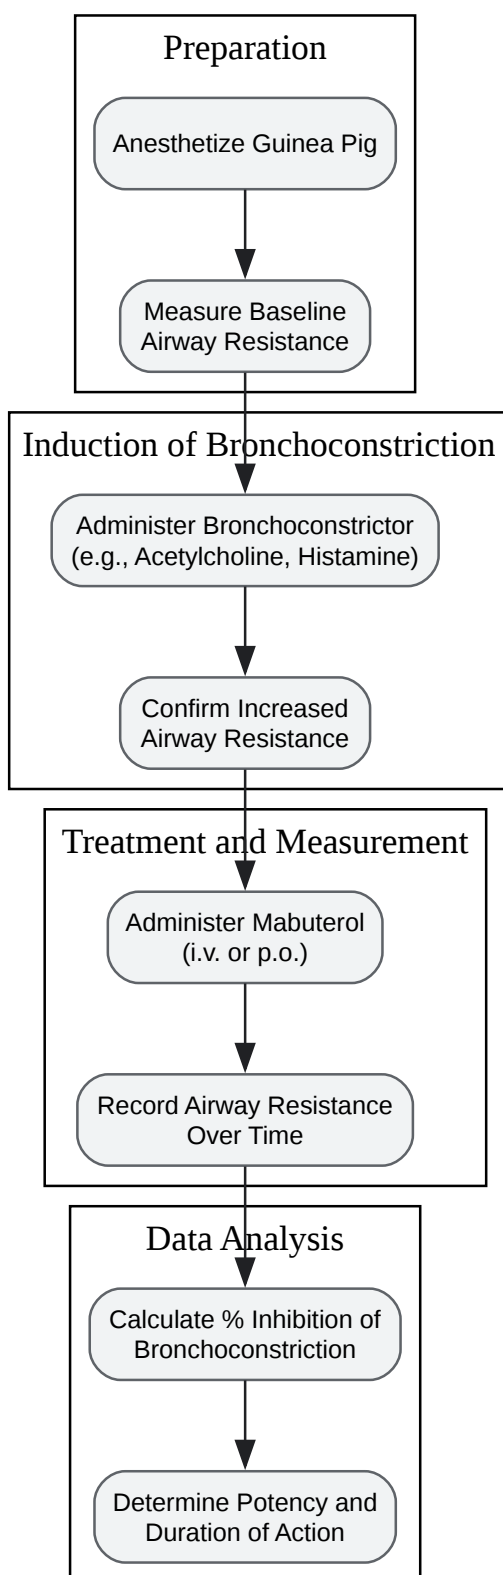 Preparation
Anesthetize Guinea Pig
Measure Baseline
Airway Resistance
Induction of Bronchoconstriction
Administer Bronchoconstrictor
(e.g., Acetylcholine, Histamine)
Confirm Increased
Airway Resistance
Treatment and Measurement
Administer Mabuterol
(i.v. or p.o.)
Record Airway Resistance
Over Time
Data Analysis
Calculate % Inhibition of
Bronchoconstriction
Determine Potency and
Duration of Action